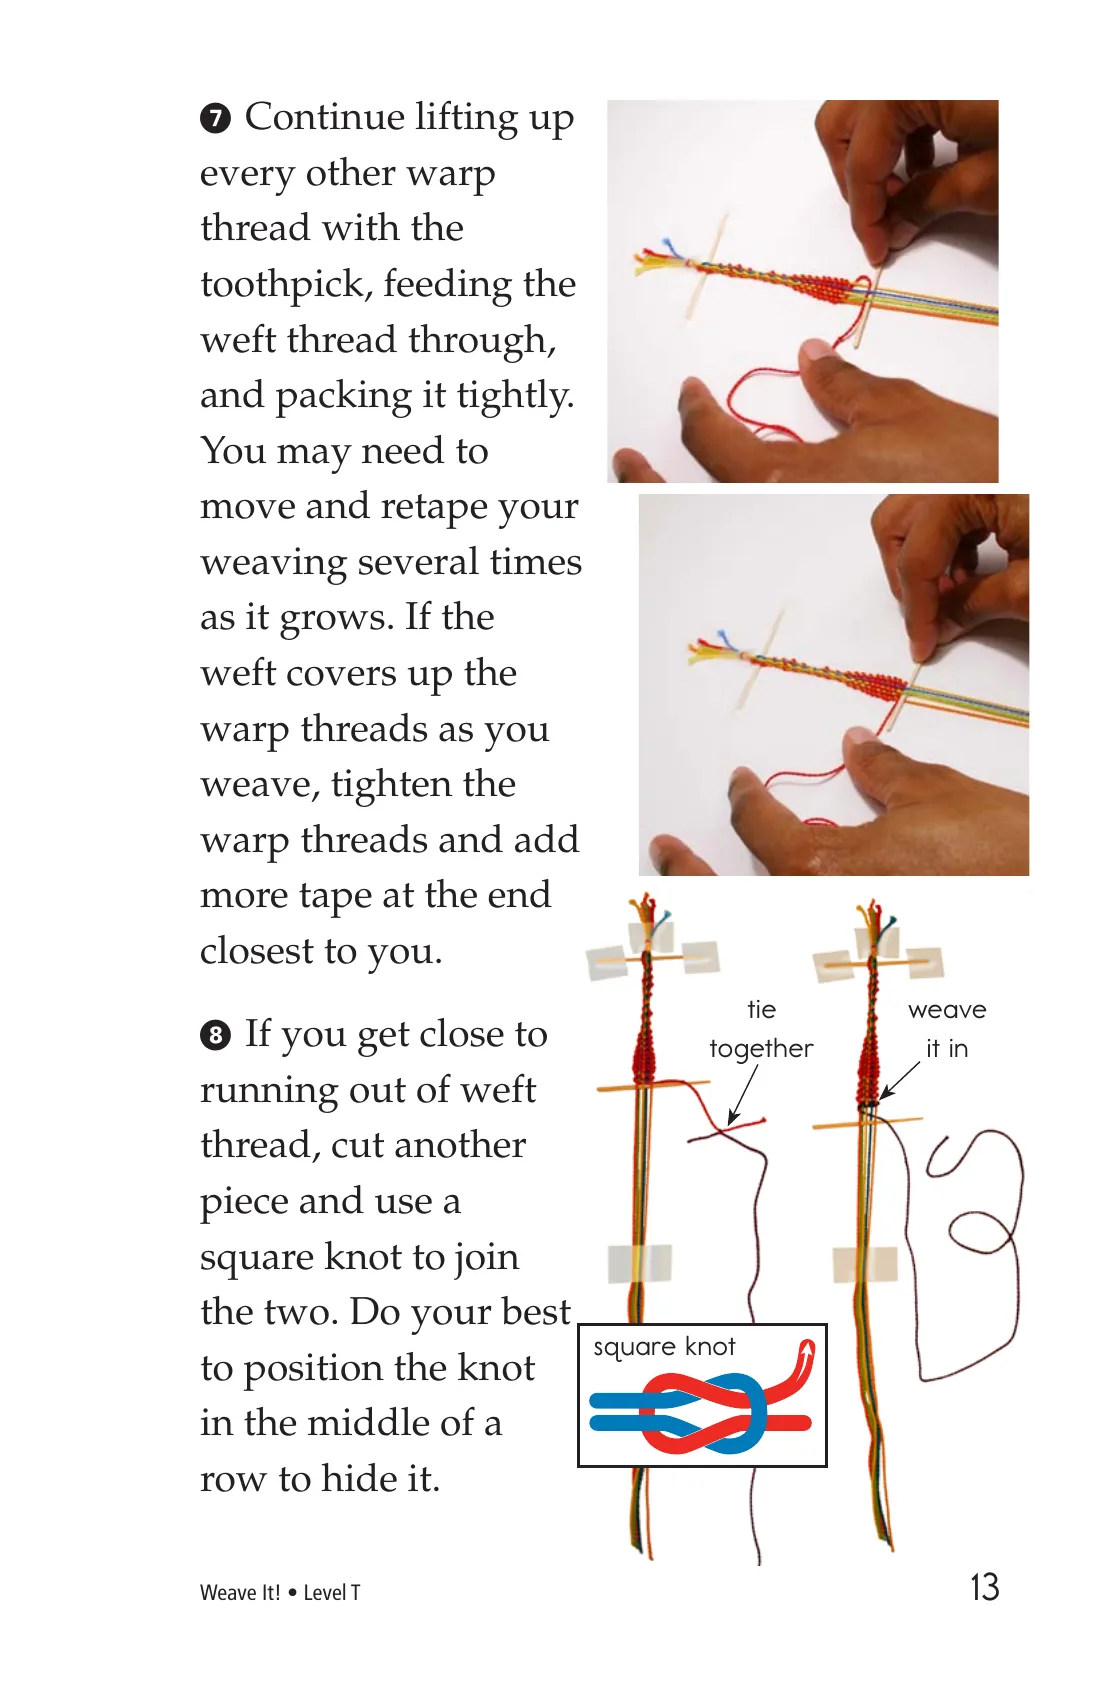 7 Continue lifting up
every other warp
thread with the
toothpick, feeding the
weft thread through,
and packing it tightly.
You may need to
move and retape your
weaving several times
as it grows. If the
weft covers up the
warp threads as you
weave, tighten the
warp threads and add
more tape at the end
closest to you.
8 If you get close to
running out of weft
thread, cut another
piece and use a
square knot to join
the two. Do your best
to position the knot
in the middle of a
row to hide it.
tie
together
weave
it in
square knot
Weave It! • Level T
13